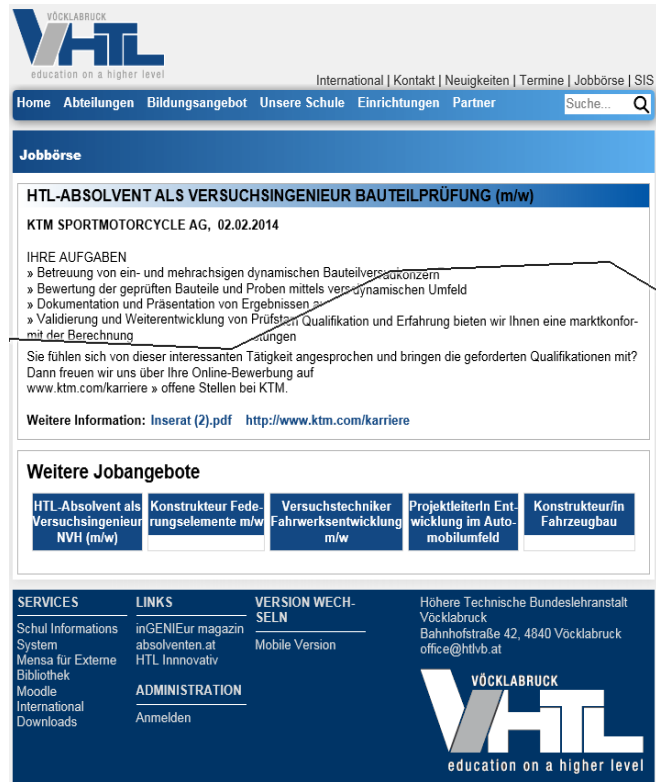 VÖCKLABRUCK
VHTL
education on a higher level
International | Kontakt | Neuigkeiten | Termine | Jobbörse | SIS
Home Abteilungen Bildungsangebot Unsere Schule Einrichtungen Partner Suche...
Jobbörse
HTL-ABSOLVENT ALS VERSUCHSINGENIEUR BAUTEILPRÜFUNG (m/w)
KTM SPORTMOTORCYCLE AG, 02.02.2014
IHRE AUFGABEN
» Betreuung von ein- und mehrachsigen dynamischen
» Bewertung der geprüften Bauteile und Proben mittels dynamischen Umfeld
» Dokumentation und Präsentation von Ergebnissen
» Validierung und Weiterentwicklung von Qualifikation und Erfahrung bieten wir Ihnen eine marktkonfor-
mit der Berechnung
Sie fühlen sich von dieser interessanten Tätigkeit angesprochen und bringen die geforderten Qualifikationen mit?
Dann freuen wir uns über Ihre Online-Bewerbung auf
www.ktm.com/karriere » offene Stellen bei KTM.
Weitere Information: Inserat (2).pdf http://www.ktm.com/karriere
Weitere Jobangebote
HTL-Absolvent als
Versuchsingenieur
NVH (m/w)
Konstrukteur Fede-
rungselemente m/w
Versuchstechniker
Fahrwerksentwicklung
m/w
ProjektleiterIn Ent-
wicklung im Auto-
mobilumfeld
Konstrukteur/in
Fahrzeugbau
SERVICES
Schul Informations
System
Mensa für Externe
Bibliothek
Moodle
International
Downloads
LINKS
inGENIEur magazin
absolventen.at
HTL Innnovativ
ADMINISTRATION
Anmelden
VERSION WECH-
SELN
Mobile Version
Höhere Technische Bundeslehranstalt
Vöcklabruck
Bahnhofstraße 42, 4840 Vöcklabruck
office@htlvb.at
VÖCKLABRUCK
VHTL
education on a higher level